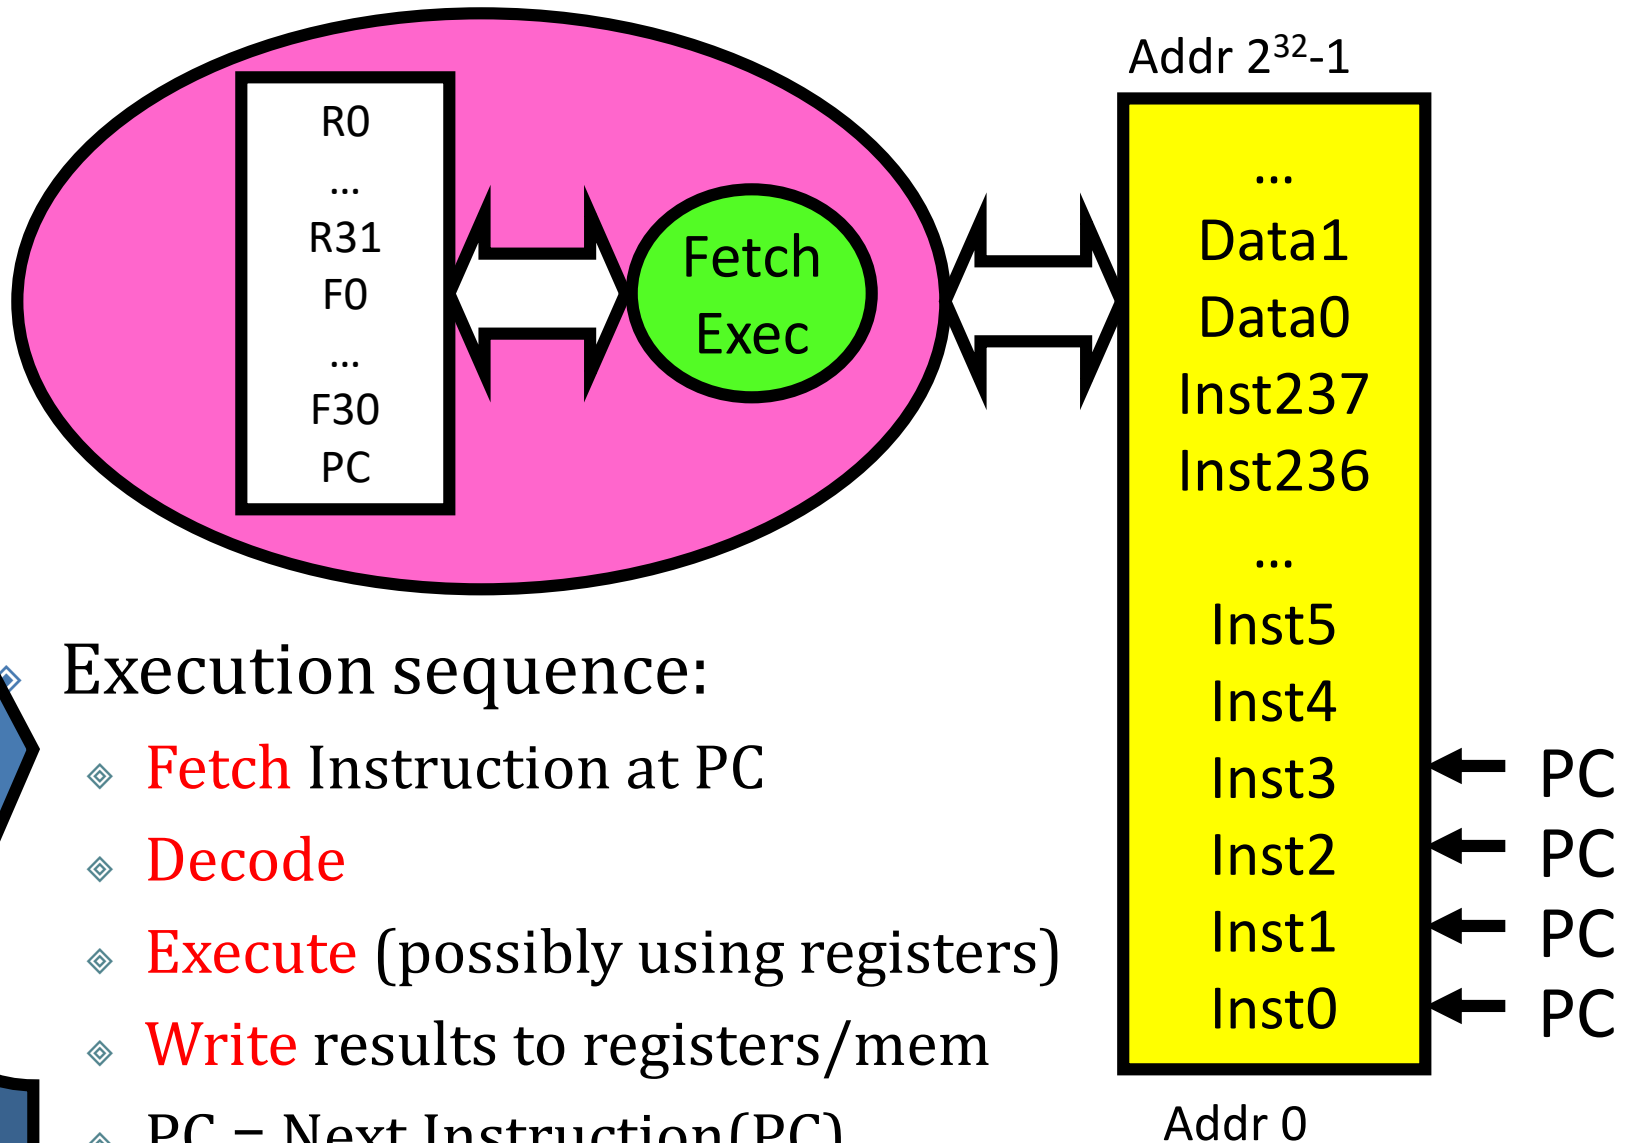 R0
...
R31
F0
...
F30
PC
Fetch
Exec
Addr 2³²-1
...
Data1
Data0
Inst237
Inst236
...
Inst5
Inst4
Inst3
Inst2
Inst1
Inst0
Addr 0
PC
PC
PC
PC
Execution sequence:
Fetch Instruction at PC
Decode
Execute (possibly using registers)
Write results to registers/mem
PC = Next Instruction(PC)